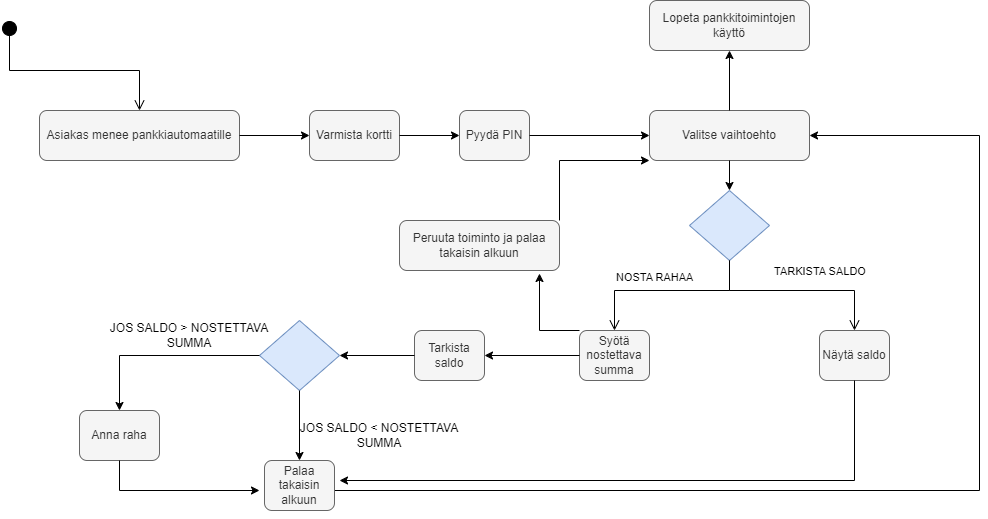 Lopeta pankkitoimintojen
käyttö
Asiakas menee pankkiautomaatille
Varmista kortti
Pyydä PIN
Valitse vaihtoehto
Peruuta toiminto ja palaa
takaisin alkuun
NOSTA RAHAA
TARKISTA SALDO
JOS SALDO > NOSTETTAVA
SUMMA
Tarkista
saldo
Syötä
nostettava
summa
Näytä saldo
Anna raha
JOS SALDO < NOSTETTAVA
SUMMA
Palaa
takaisin
alkuun